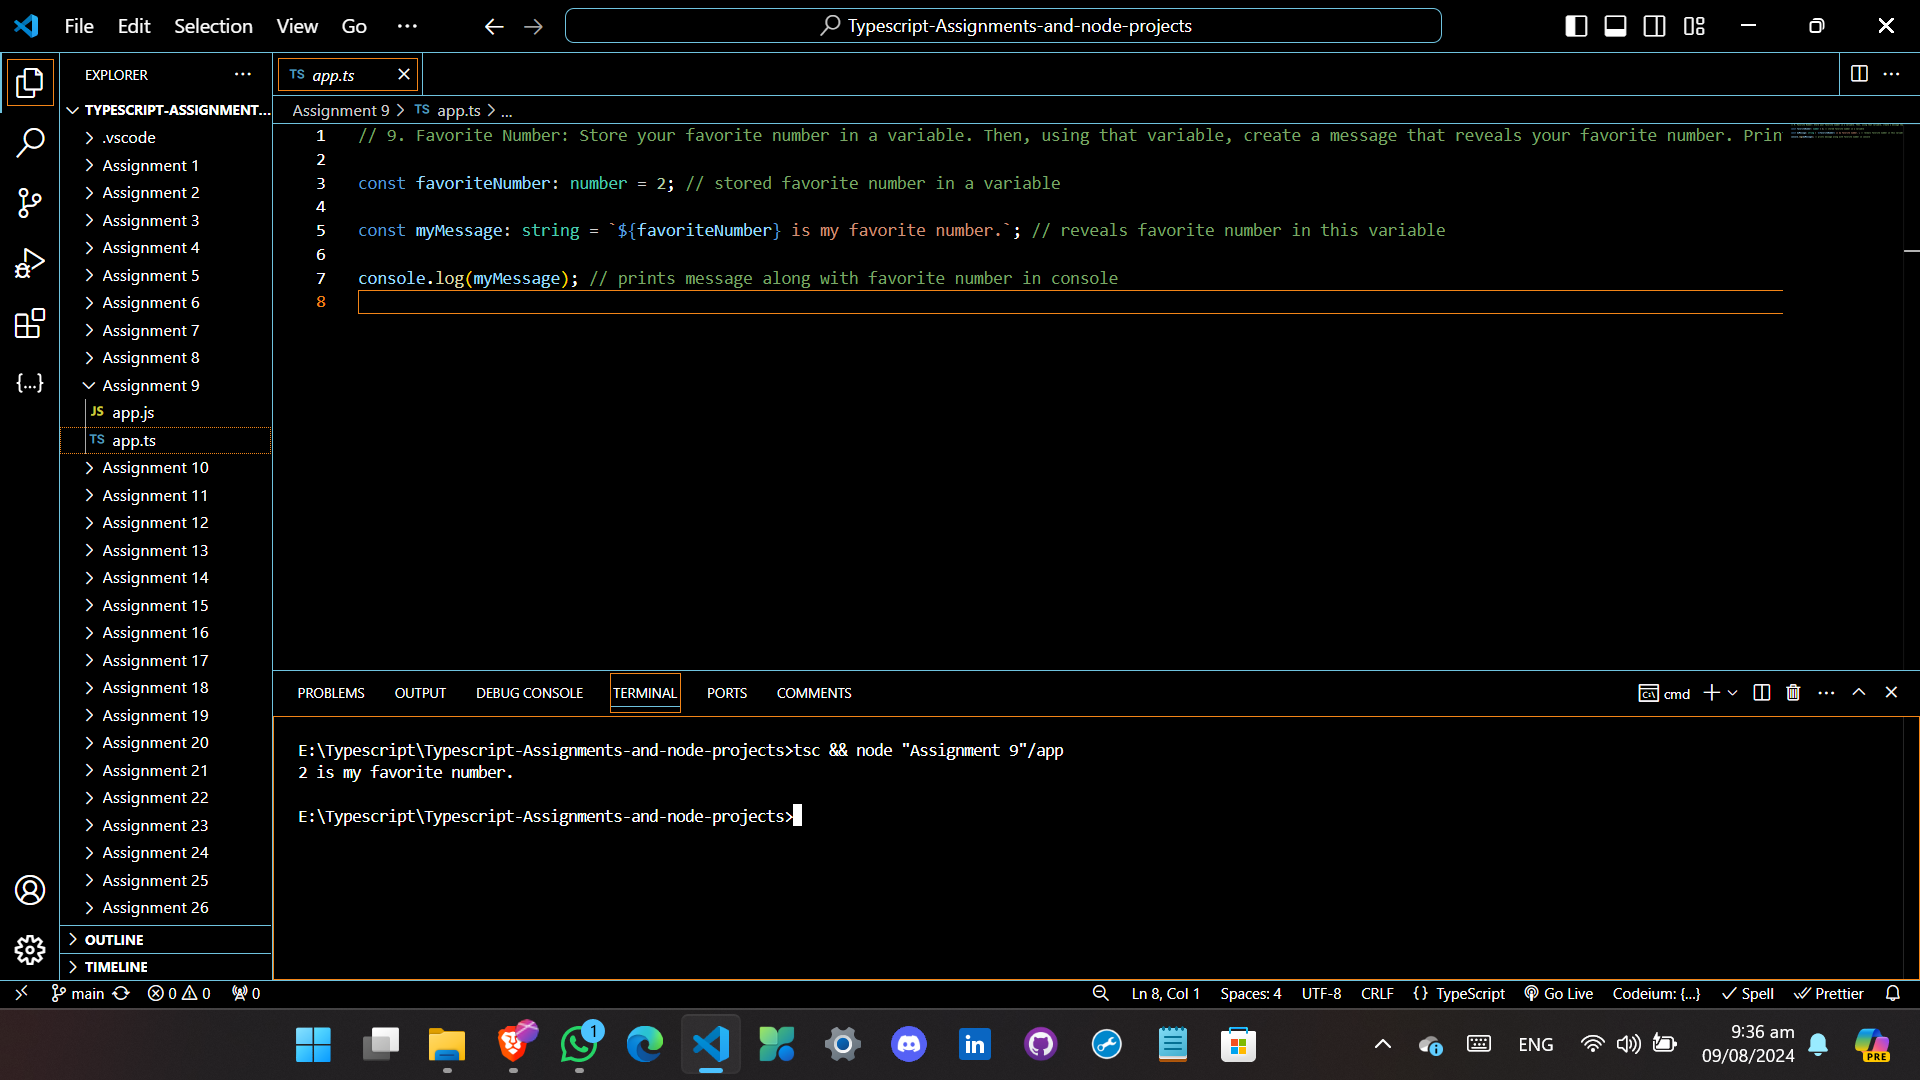 File Edit Selection View Go ···
Typescript-Assignments-and-node-projects
EXPLORER
TYPESCRIPT-ASSIGNMENT...
.vscode
Assignment 1
Assignment 2
Assignment 3
Assignment 4
Assignment 5
Assignment 6
Assignment 7
Assignment 8
Assignment 9
JS app.js
TS app.ts
Assignment 10
Assignment 11
Assignment 12
Assignment 13
Assignment 14
Assignment 15
Assignment 16
Assignment 17
Assignment 18
Assignment 19
Assignment 20
Assignment 21
Assignment 22
Assignment 23
Assignment 24
Assignment 25
Assignment 26
OUTLINE
TIMELINE
TS app.ts
Assignment 9 > TS app.ts > ...
1 // 9. Favorite Number: Store your favorite number in a variable. Then, using that variable, create a message that reveals your favorite number. Prin
2
3 const favoriteNumber: number = 2; // stored favorite number in a variable
4
5 const myMessage: string = `${favoriteNumber} is my favorite number.`; // reveals favorite number in this variable
6
7 console.log(myMessage); // prints message along with favorite number in console
8
PROBLEMS OUTPUT DEBUG CONSOLE TERMINAL PORTS COMMENTS
cmd
E:\Typescript\Typescript-Assignments-and-node-projects>tsc && node "Assignment 9"/app
2 is my favorite number.
E:\Typescript\Typescript-Assignments-and-node-projects>
main 0 0 0
Ln 8, Col 1 Spaces: 4 UTF-8 CRLF {} TypeScript Go Live Codeium: {...} Spell Prettier
1
in
ENG
9:36 am
09/08/2024
PRE